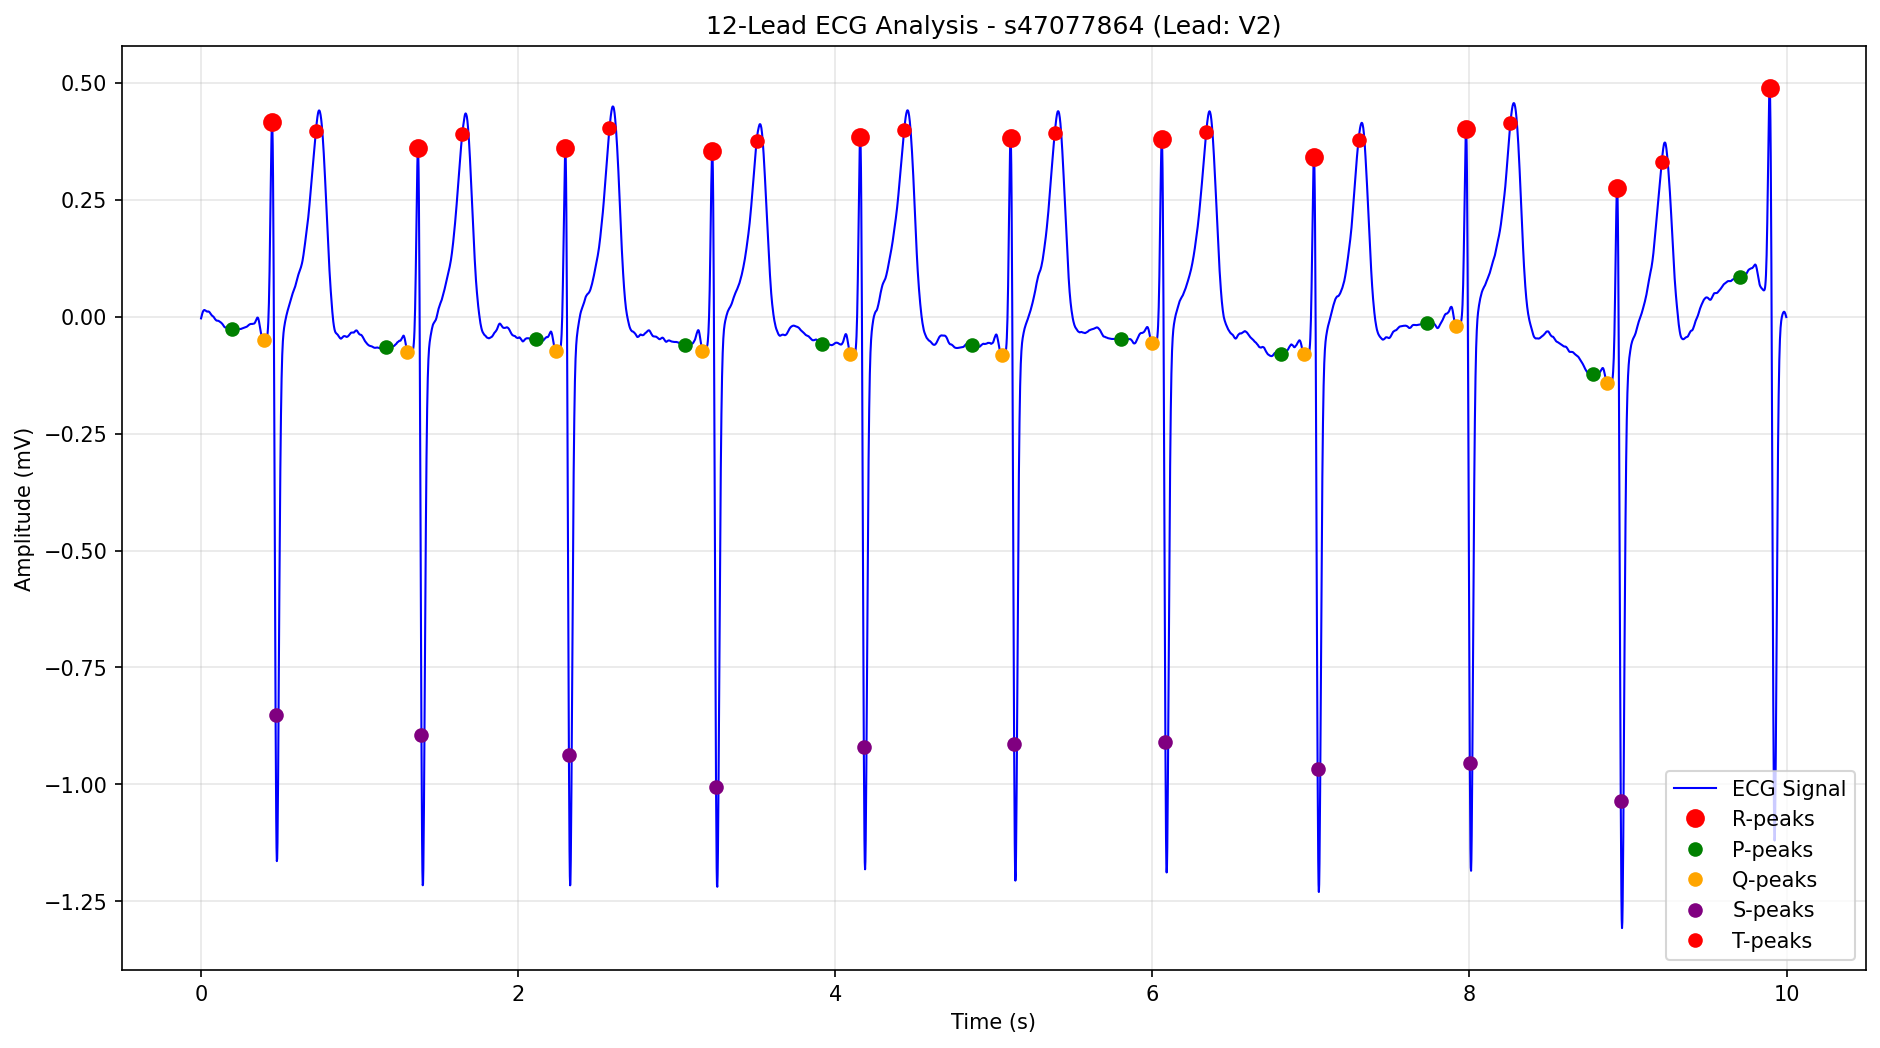 12-Lead ECG Analysis - s47077864 (Lead: V2)
Amplitude (mV)
0.50
0.25
0.00
−0.25
−0.50
−0.75
−1.00
−1.25
ECG Signal
R-peaks
P-peaks
Q-peaks
S-peaks
T-peaks
0 2 4 6 8 10
Time (s)